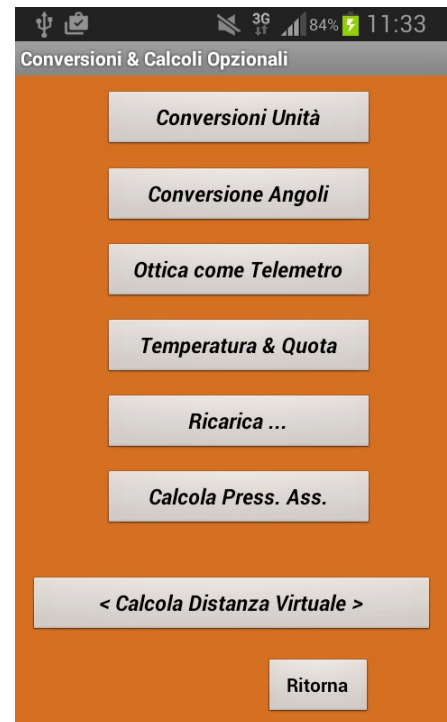 3G 84% 11:33
Conversioni & Calcoli Opzionali
Conversioni Unità
Conversione Angoli
Ottica come Telemetro
Temperatura & Quota
Ricarica ...
Calcola Press. Ass.
< Calcola Distanza Virtuale >
Ritorna